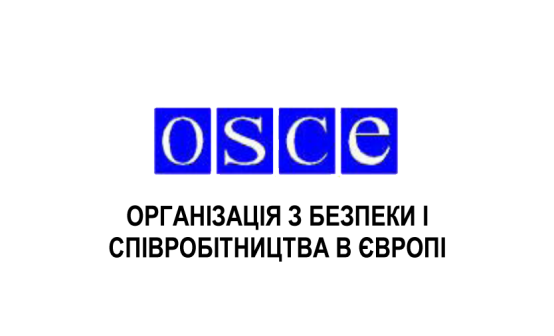 OSCE
ОРГАНІЗАЦІЯ З БЕЗПЕКИ І
СПІВРОБІТНИЦТВА В ЄВРОПІ